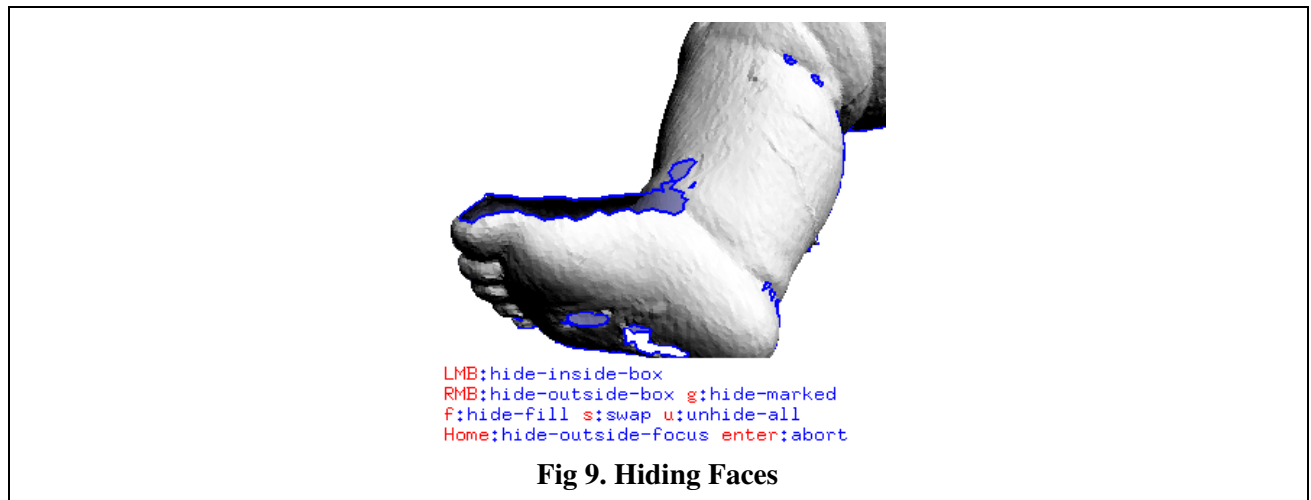 LMB:hide-inside-box
RMB:hide-outside-box g:hide-marked
f:hide-fill s:swap u:unhide-all
Home:hide-outside-focus enter:abort
Fig 9. Hiding Faces